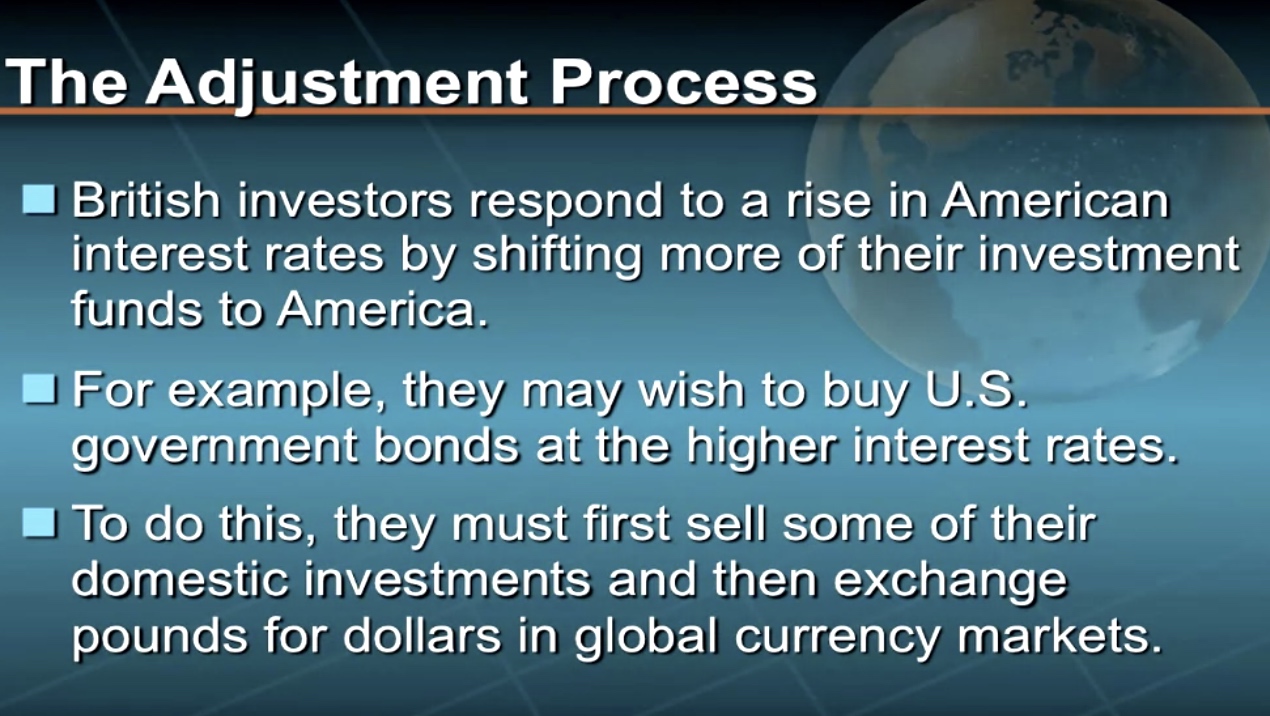 The Adjustment Process
British investors respond to a rise in American
interest rates by shifting more of their investment
funds to America.
For example, they may wish to buy U.S.
government bonds at the higher interest rates.
To do this, they must first sell some of their
domestic investments and then exchange
pounds for dollars in global currency markets.